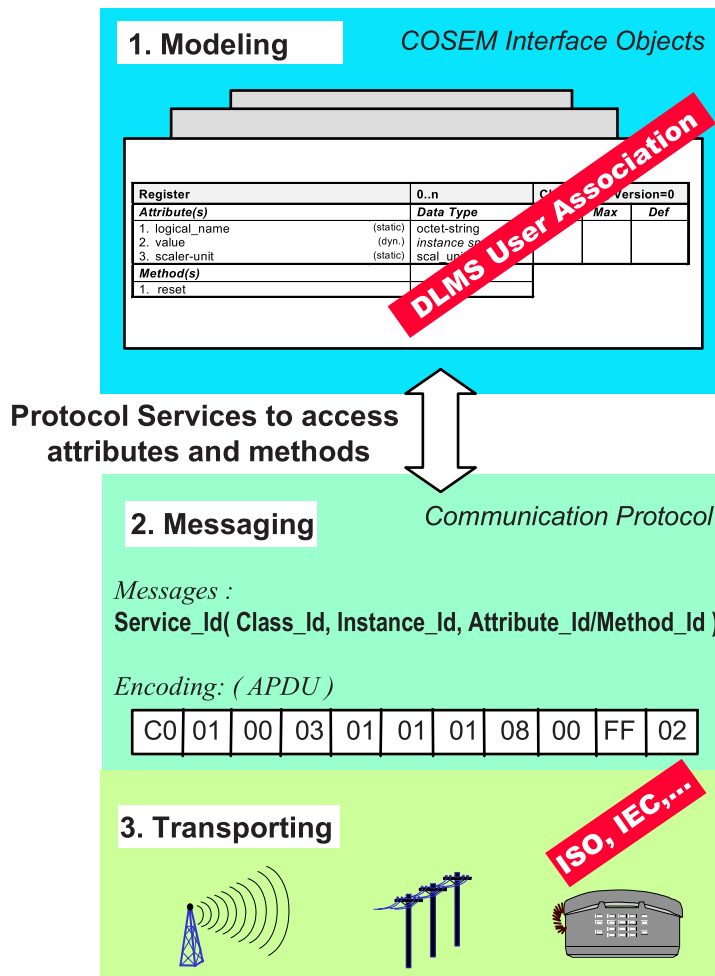 1. Modeling
COSEM Interface Objects
DLMS User Association
Register 0..n Version=0
Attribute(s) Data Type Max Def
1. logical_name (static) octet-string
2. value (dyn.) instance
3. scaler-unit (static)
Method(s)
1. reset
Protocol Services to access
attributes and methods
2. Messaging
Communication Protocol
Messages :
Service_Id( Class_Id, Instance_Id, Attribute_Id/Method_Id )
Encoding: ( APDU )
C0 01 00 03 01 01 01 08 00 FF 02
3. Transporting
ISO, IEC,...